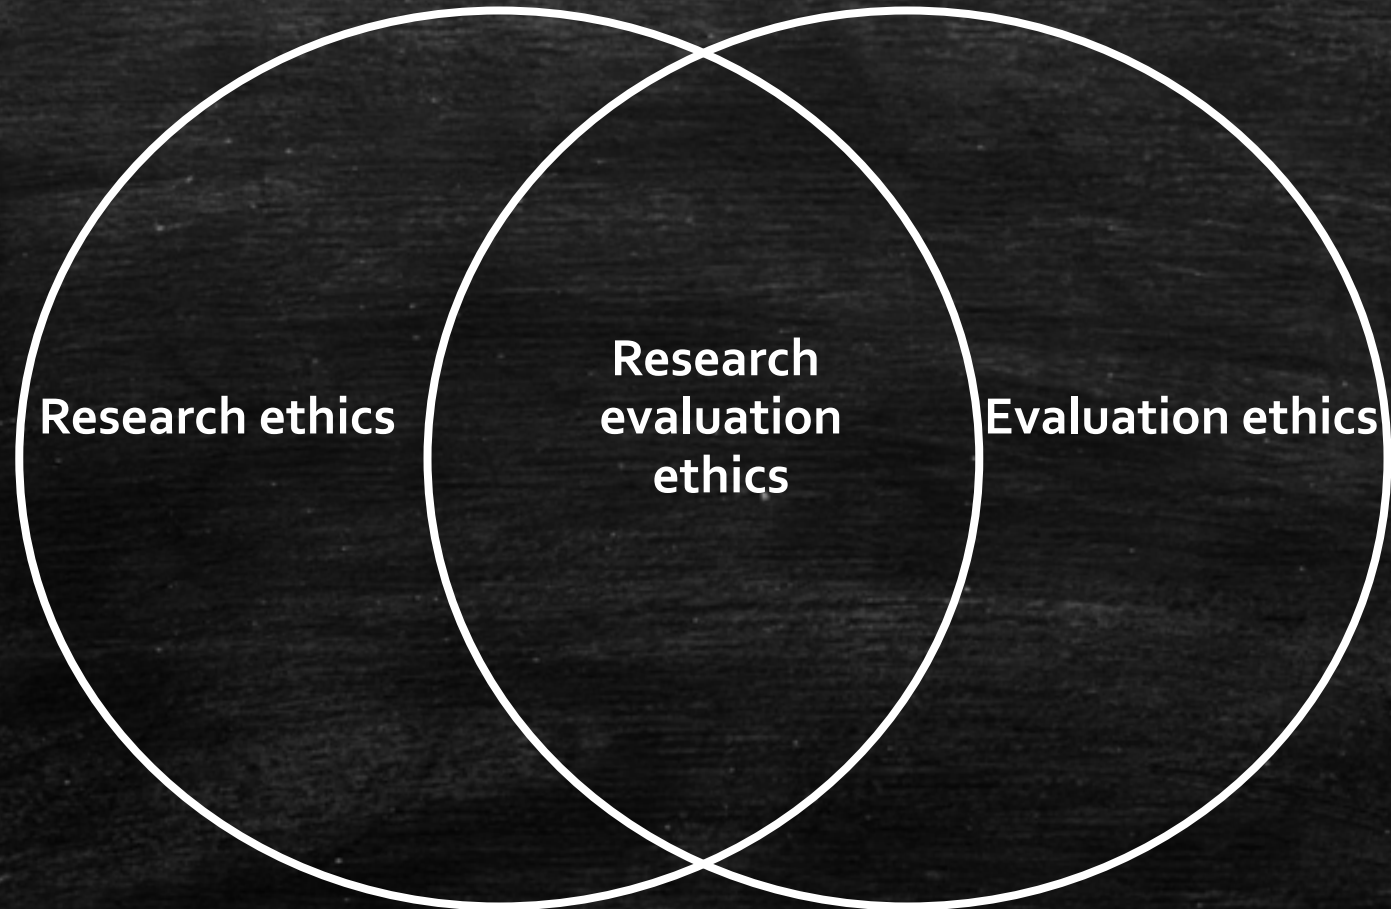 Research ethics
Research
evaluation
ethics
Evaluation ethics